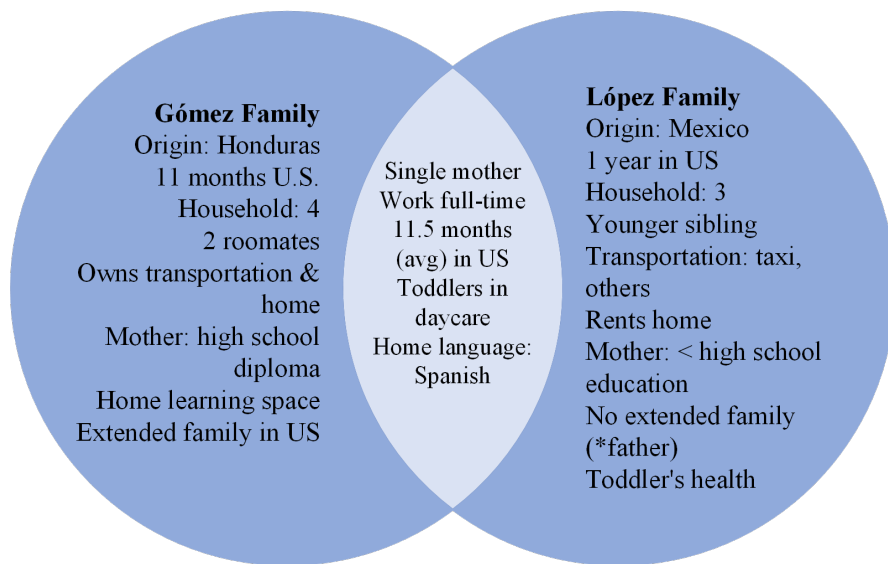 Gómez Family
Origin: Honduras
11 months U.S.
Household: 4
2 roomates
Owns transportation &
home
Mother: high school
diploma
Home learning space
Extended family in US
Single mother
Work full-time
11.5 months
(avg) in US
Toddlers in
daycare
Home language:
Spanish
López Family
Origin: Mexico
1 year in US
Household: 3
Younger sibling
Transportation: taxi,
others
Rents home
Mother: < high school
education
No extended family
(*father)
Toddler's health